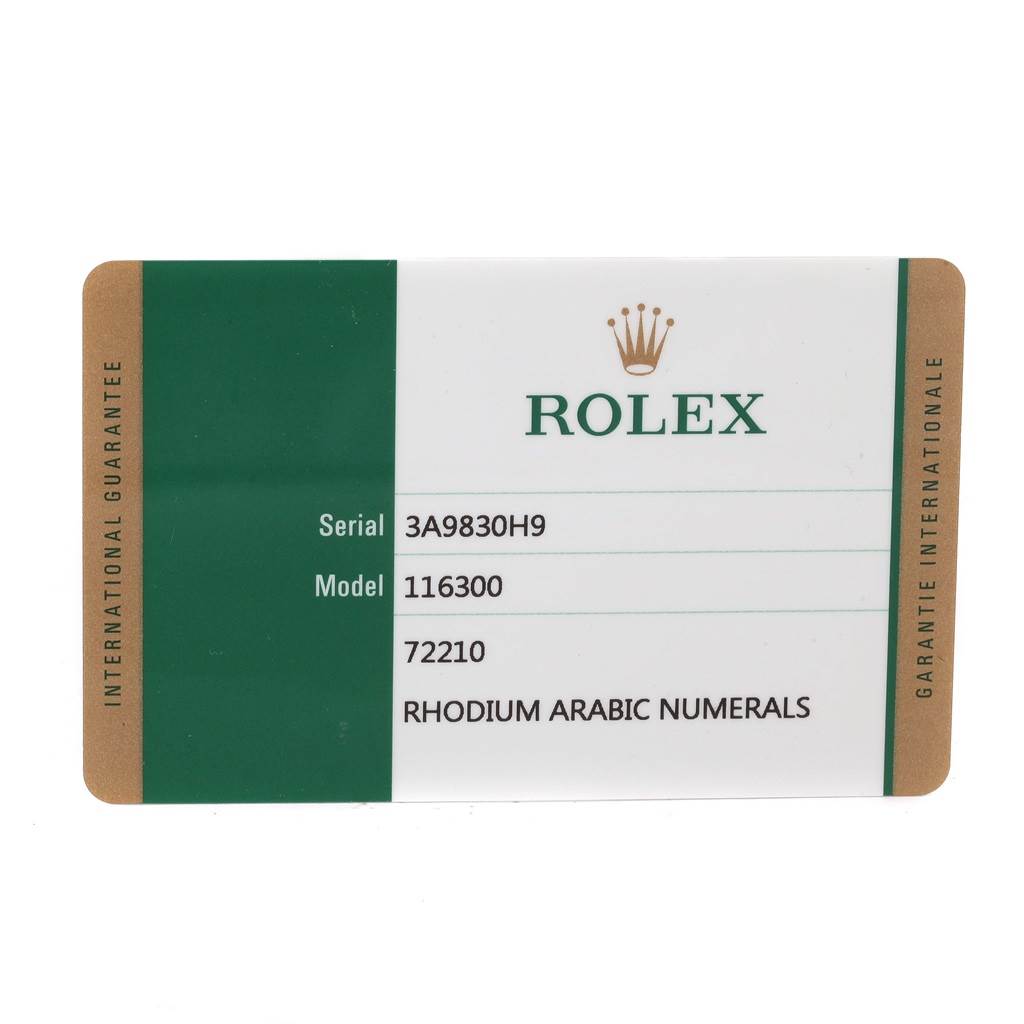 INTERNATIONAL GUARANTEE
ROLEX
Serial 3A9830H9
Model 116300
72210
RHODIUM ARABIC NUMERALS
GARANTIE INTERNATIONALE